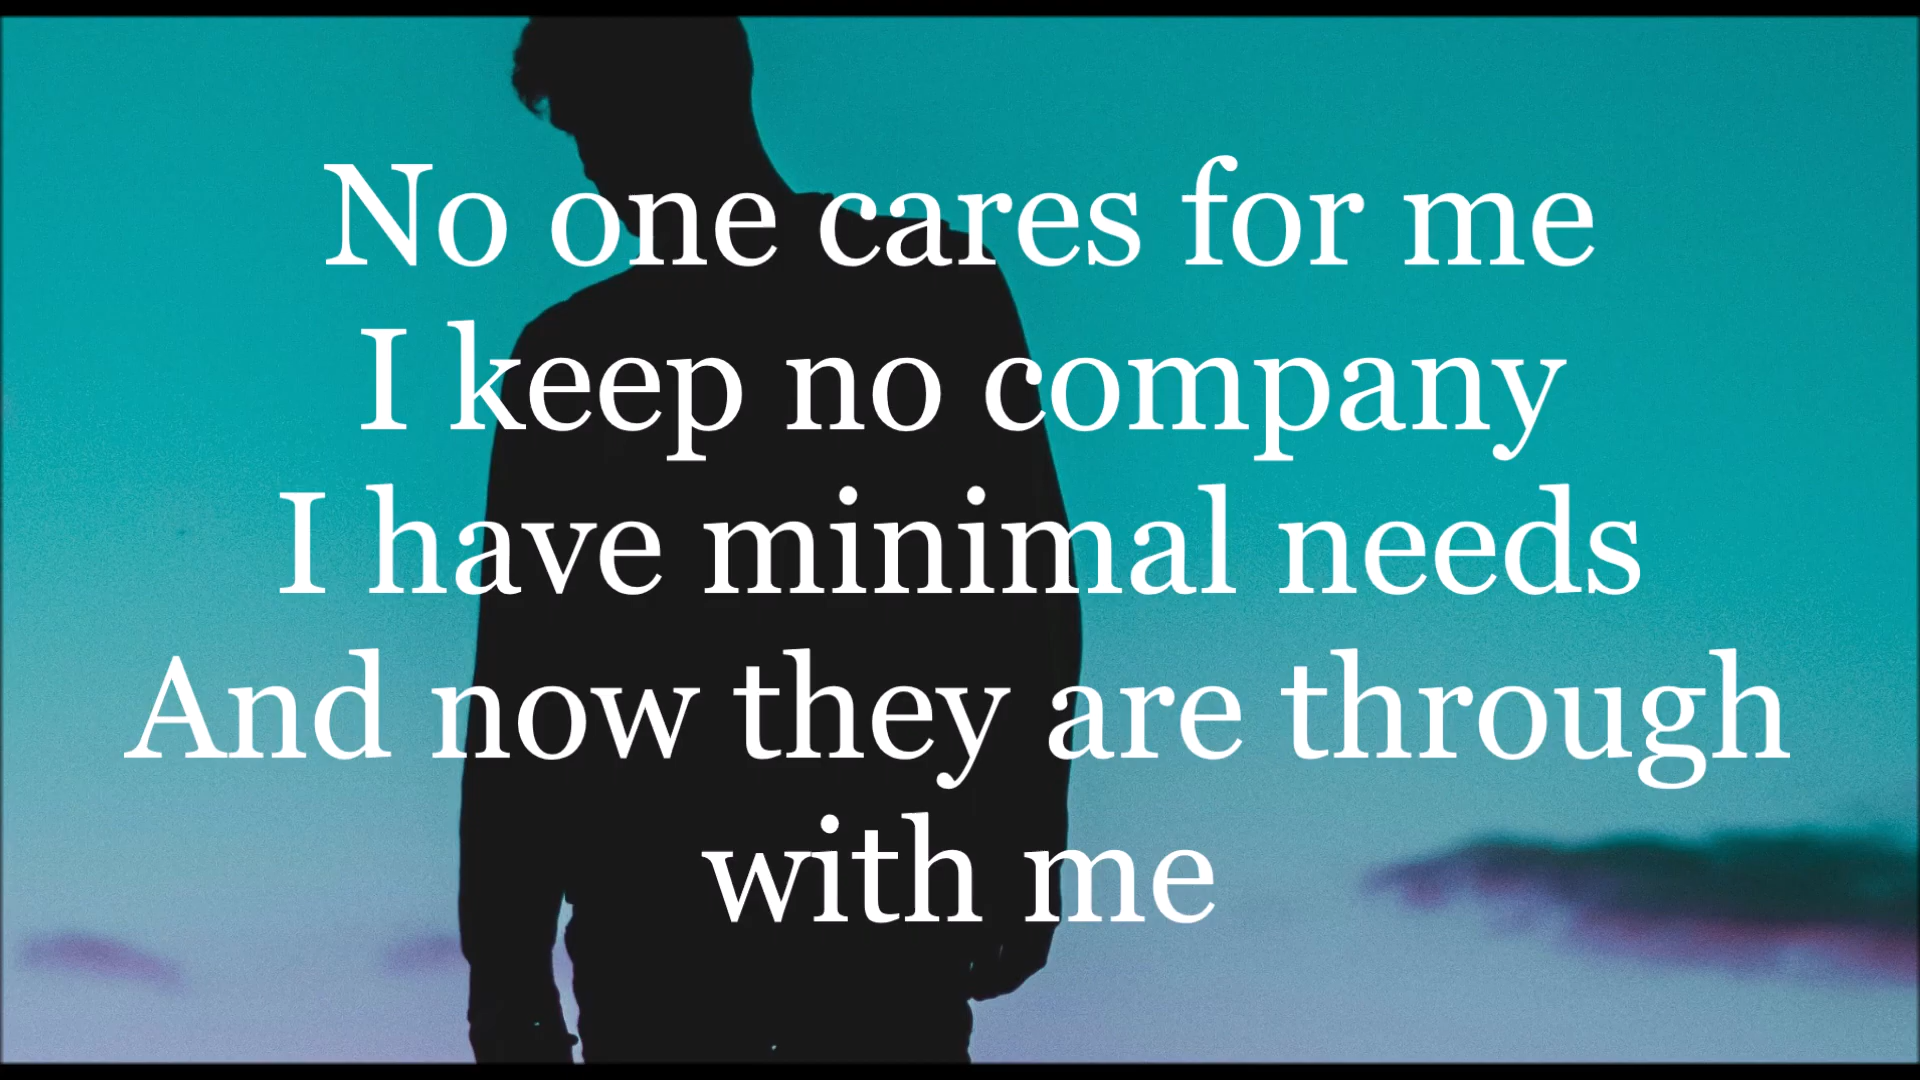 No one cares for me
I keep no company
I have minimal needs
And now they are through
with me